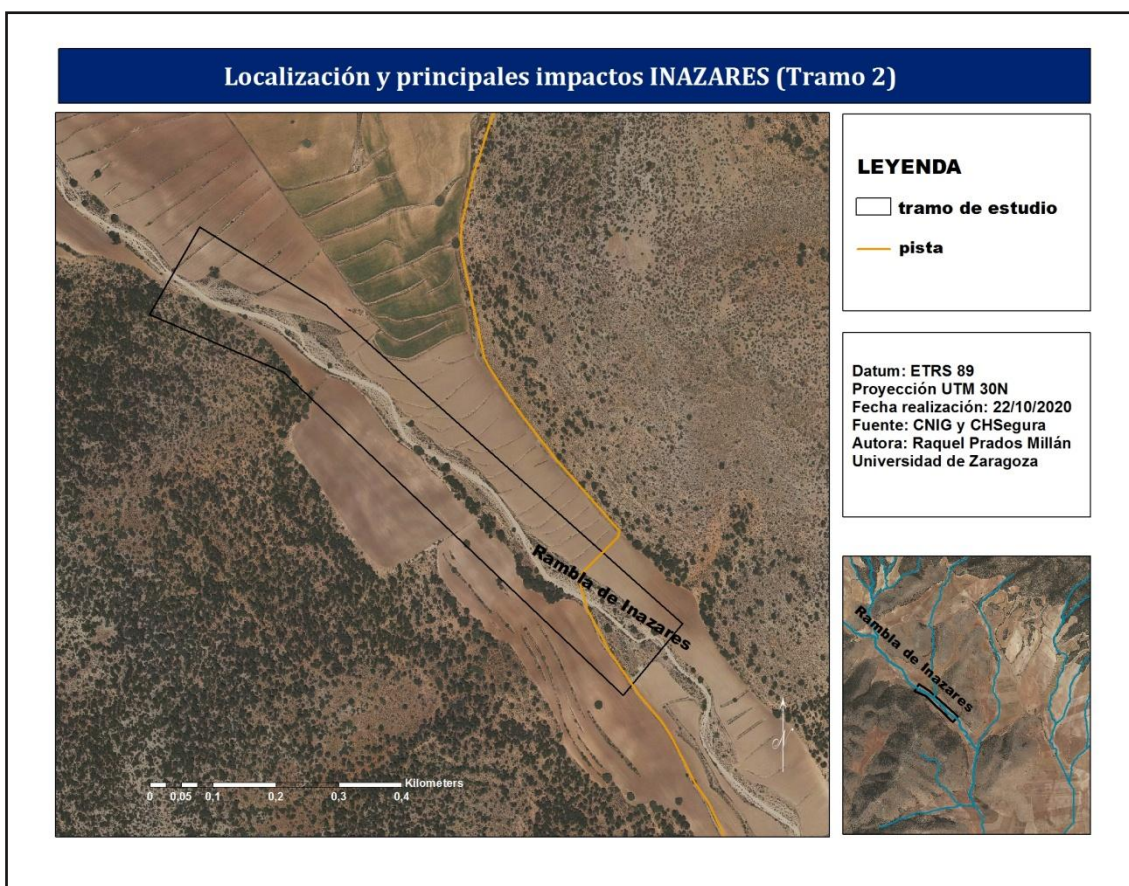 Localización y principales impactos INAZARES (Tramo 2)
LEYENDA
tramo de estudio
pista
Datum: ETRS 89
Proyección UTM 30N
Fecha realización: 22/10/2020
Fuente: CNIG y CHSegura
Autora: Raquel Prados Millán
Universidad de Zaragoza
Rambla de Inazares
Rambla de Inazares
Kilometers
0 0,05 0,1 0,2 0,3 0,4